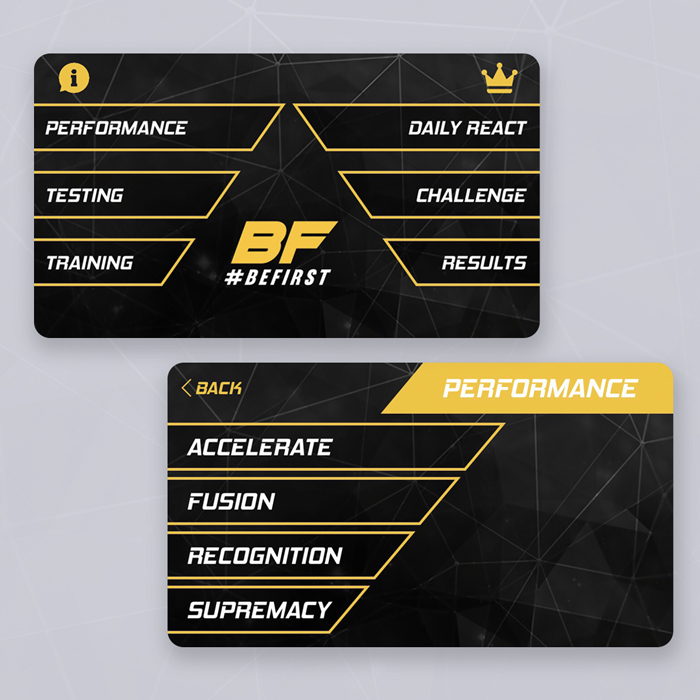 PERFORMANCE
DAILY REACT
TESTING
CHALLENGE
TRAINING
RESULTS
BF
#BEFIRST
BACK
PERFORMANCE
ACCELERATE
FUSION
RECOGNITION
SUPREMACY